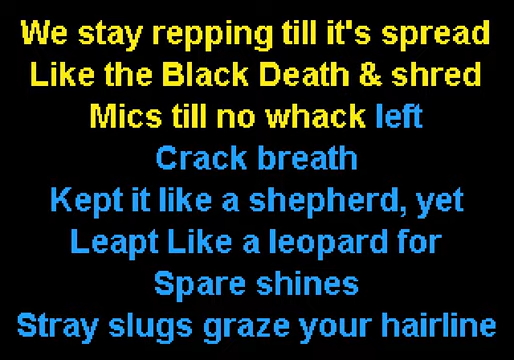 We stay repping till it's spread
Like the Black Death & shred
Mics till no whack left
Crack breath
Kept it like a shepherd, yet
Leapt Like a leopard for
Spare shines
Stray slugs graze your hairline